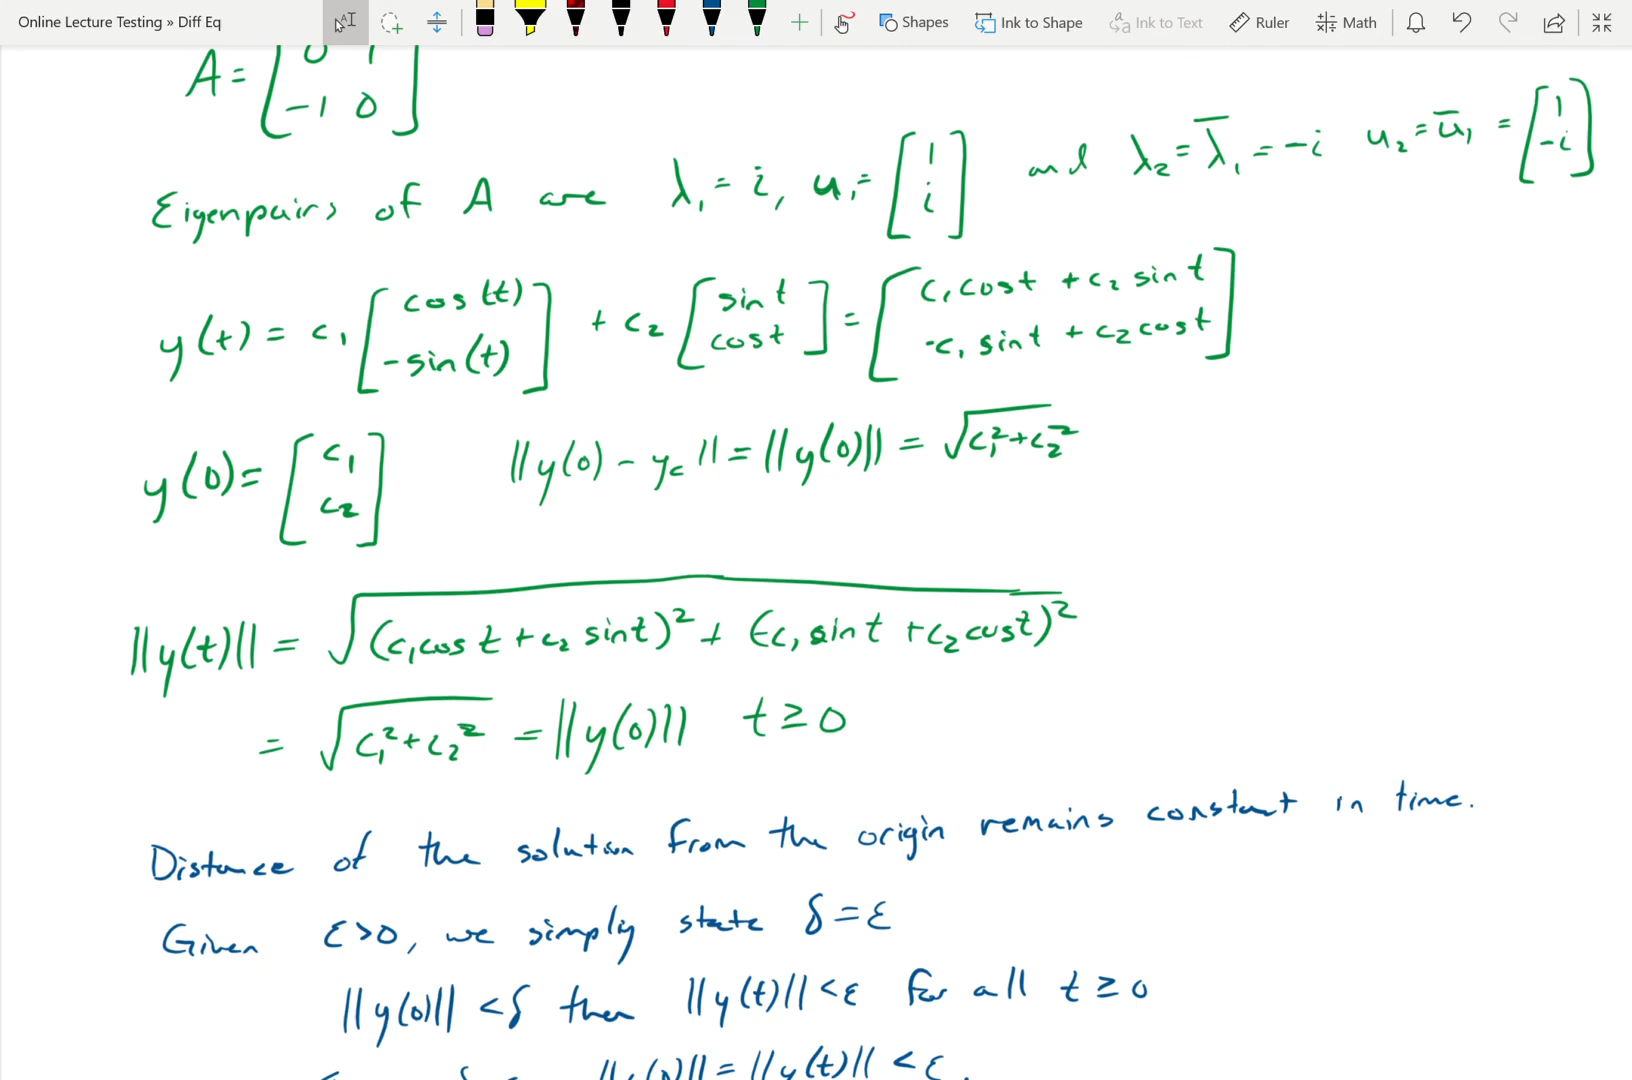 Online Lecture Testing » Diff Eq Shapes Ink to Shape Ink to Text Ruler Math
A = [0 1
-1 0]
Eigenpairs of A are λ₁ = i, u₁ = [1 i] and λ₂ = λ̄₁ = -i u₂ = ū₁ = [1 -i]
y(t) = c₁ [cos(t) -sin(t)] + c₂ [sin t cos t] = [c₁ cos t + c₂ sin t -c₁ sin t + c₂ cos t]
y(0) = [c₁ c₂] ||y(0) - y_c|| = ||y(0)|| = √(c₁² + c₂²)
||y(t)|| = √((c₁ cos t + c₂ sin t)² + (-c₁ sin t + c₂ cos t)²)
= √(c₁² + c₂²) = ||y(0)|| t ≥ 0
Distance of the solution from the origin remains constant in time.
Given ε > 0, we simply state δ = ε
||y(0)|| < δ then ||y(t)|| < ε for all t ≥ 0
||y(0)|| = ||y(t)|| < ε.